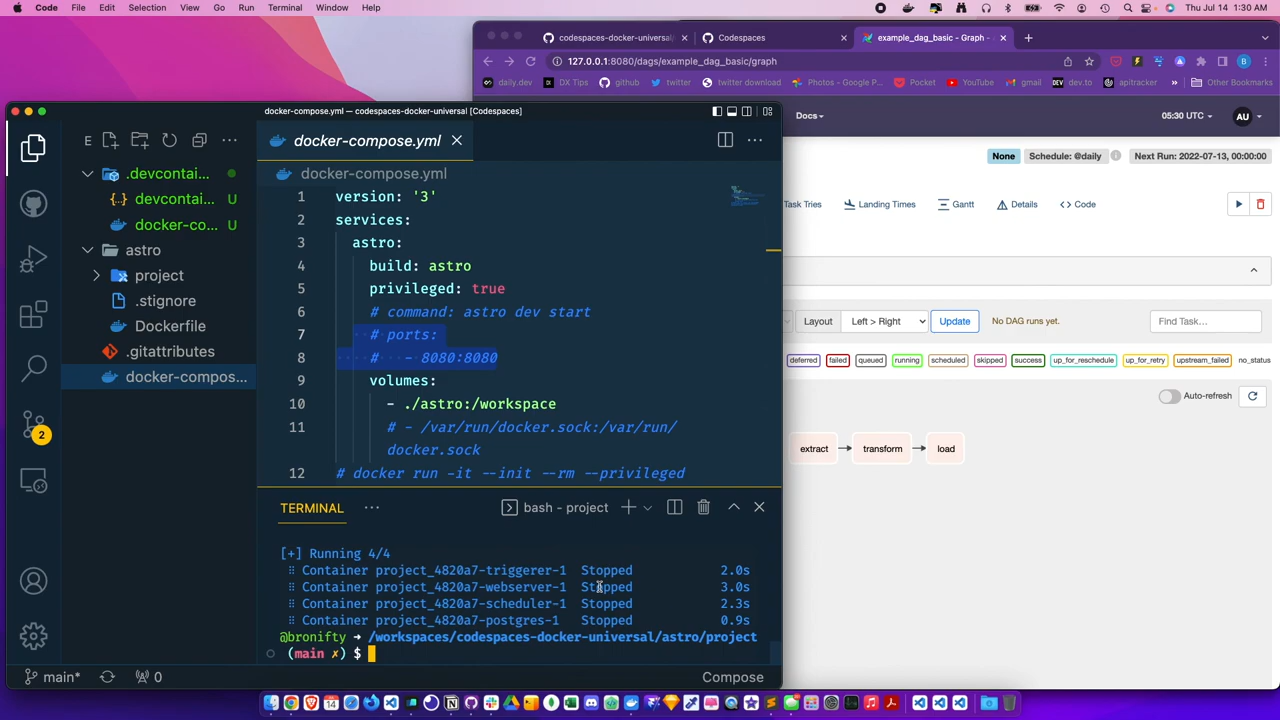 Code File Edit Selection View Go Run Terminal Window Help
Thu Jul 14 1:30 AM
codespaces-docker-universal/
Codespaces
example_dag_basic - Graph -
127.0.0.1:8080/dags/example_dag_basic/graph
daily.dev DX Tips github twitter twitter download Photos - Google P... Pocket YouTube gmail dev.to apitracker Other Bookmarks
docker-compose.yml — codespaces-docker-universal [Codespaces]
Docs
05:30 UTC
AU
None
Schedule: @daily
Next Run: 2022-07-13, 00:00:00
Task Tries
Landing Times
Gantt
Details
<> Code
Layout
Left > Right
Update
No DAG runs yet.
Find Task...
deferred failed queued running scheduled skipped success up_for_reschedule up_for_retry upstream_failed no_status
Auto-refresh
extract
transform
load
E
.devcontai...
devcontai... U
docker-co... U
astro
project
.stignore
Dockerfile
.gitattributes
docker-compos...
2
docker-compose.yml
docker-compose.yml
1 version: '3'
2 services:
3 astro:
4 build: astro
5 privileged: true
6 # command: astro dev start
7 # ports:
8 # - 8080:8080
9 volumes:
10 - ./astro:/workspace
11 # - /var/run/docker.sock:/var/run/
docker.sock
12 # docker run -it --init --rm --privileged
TERMINAL
bash - project
[+] Running 4/4
Container project_4820a7-triggerer-1 Stopped 2.0s
Container project_4820a7-webserver-1 Stopped 3.0s
Container project_4820a7-scheduler-1 Stopped 2.3s
Container project_4820a7-postgres-1 Stopped 0.9s
@bronifty → /workspaces/codespaces-docker-universal/astro/project
(main ✗) $
main*
0
Compose